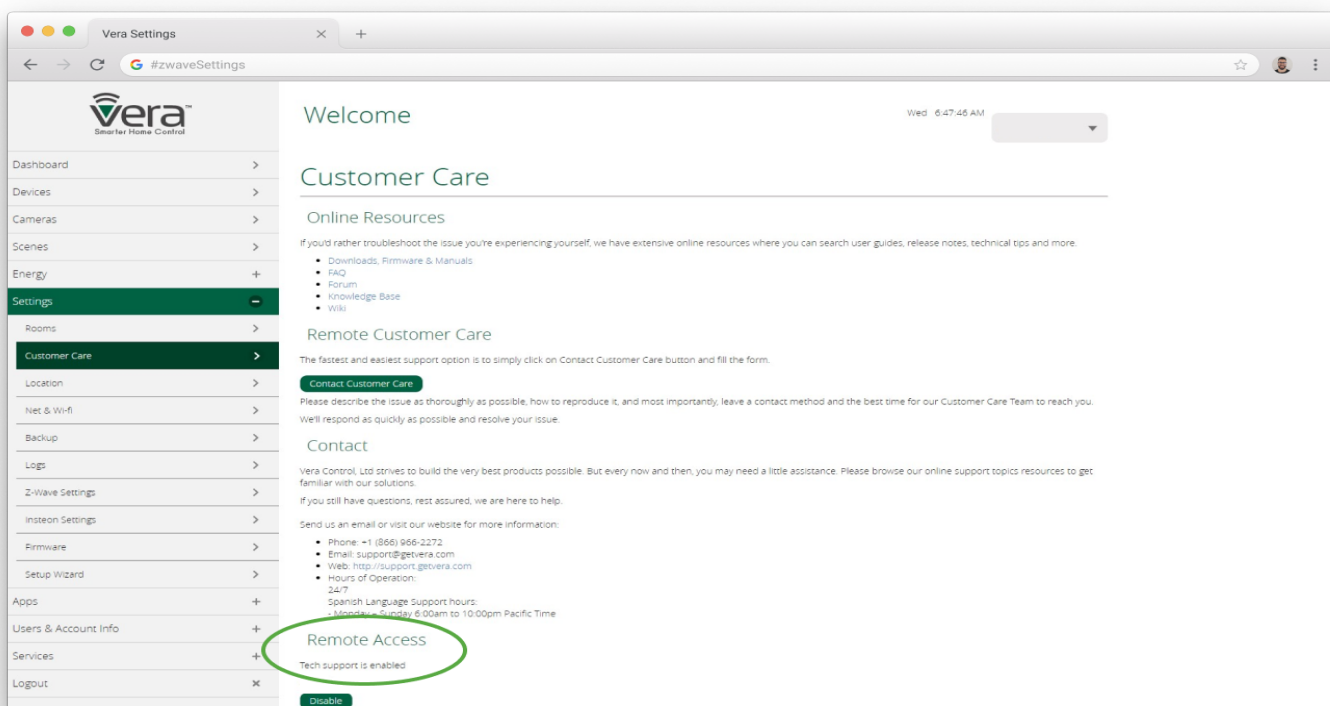 Vera Settings
#zwaveSettings
vera™
Smarter Home Control
Dashboard
Devices
Cameras
Scenes
Energy
Settings
Rooms
Customer Care
Location
Net & Wi-fi
Backup
Logs
Z-Wave Settings
Insteon Settings
Firmware
Setup Wizard
Apps
Users & Account Info
Services
Logout
Welcome
Wed 6:47:46 AM
Customer Care
Online Resources
If you'd rather troubleshoot the issue you're experiencing yourself, we have extensive online resources where you can search user guides, release notes, technical tips and more.
• Downloads, Firmware & Manuals
• FAQ
• Forum
• Knowledge Base
• Wiki
Remote Customer Care
The fastest and easiest support option is to simply click on Contact Customer Care button and fill the form.
Contact Customer Care
Please describe the issue as thoroughly as possible, how to reproduce it, and most importantly, leave a contact method and the best time for our Customer Care Team to reach you.
We'll respond as quickly as possible and resolve your issue.
Contact
Vera Control, Ltd strives to build the very best products possible. But every now and then, you may need a little assistance. Please browse our online support topics resources to get
familiar with our solutions.
If you still have questions, rest assured, we are here to help.
Send us an email or visit our website for more information:
• Phone: +1 (866) 966-2272
• Email: support@getvera.com
• Web: http://support.getvera.com
• Hours of Operation:
24/7
Spanish Language Support hours:
- Monday – Sunday 6:00am to 10:00pm Pacific Time
Remote Access
Tech support is enabled
Disable